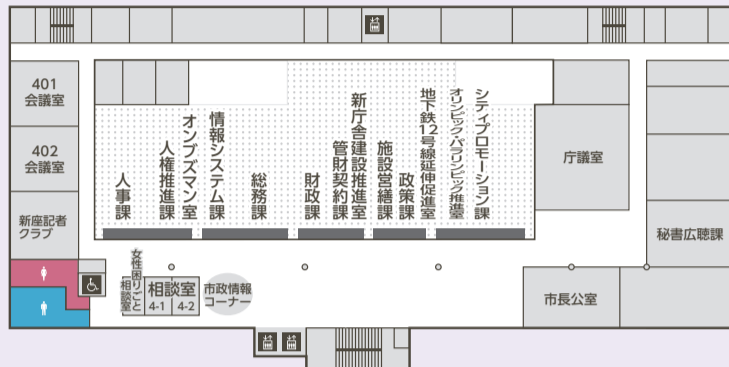 401
会議室
402
会議室
新座記者
クラブ
人事課
人権推進課
オンブズマン室
情報システム課
総務課
財政課
管財契約課
新庁舎建設推進室
施設営繕課
政策課
地下鉄12号線延伸促進室
オリンピック・パラリンピック推進室
シティプロモーション課
庁議室
秘書広聴課
女性困りごと
相談室
相談室
4-1 4-2
市政情報
コーナー
市長公室